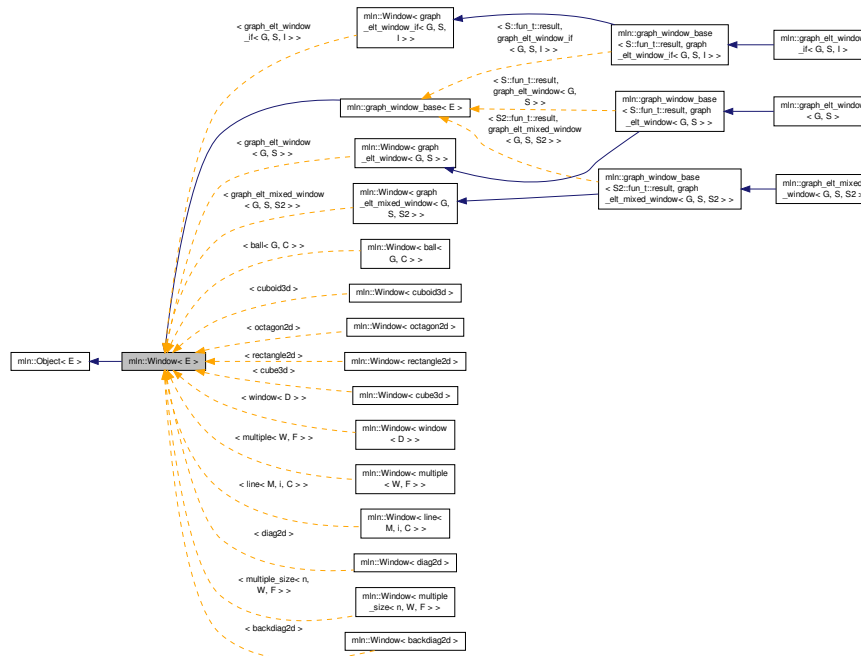 < graph_elt_window
_if< G, S, I > >
mln::Window< graph
_elt_window_if< G, S,
I > >
< S::fun_t::result,
graph_elt_window_if
< G, S, I > >
mln::graph_window_base
< S::fun_t::result, graph
_elt_window_if< G, S, I > >
mln::graph_elt_window
_if< G, S, I >
mln::graph_window_base< E >
< S::fun_t::result,
graph_elt_window< G,
S > >
mln::graph_window_base
< S::fun_t::result, graph
_elt_window< G, S > >
mln::graph_elt_window
< G, S >
< S2::fun_t::result,
graph_elt_mixed_window
< G, S, S2 > >
< graph_elt_window
< G, S > >
mln::Window< graph
_elt_window< G, S > >
< graph_elt_mixed_window
< G, S, S2 > >
mln::Window< graph
_elt_mixed_window< G,
S, S2 > >
mln::graph_window_base
< S2::fun_t::result, graph
_elt_mixed_window< G, S, S2 > >
mln::graph_elt_mixed
_window< G, S, S2 >
< ball< G, C > >
mln::Window< ball<
G, C > >
< cuboid3d >
mln::Window< cuboid3d >
< octagon2d >
mln::Window< octagon2d >
mln::Object< E >
mln::Window< E >
< rectangle2d >
mln::Window< rectangle2d >
< cube3d >
mln::Window< cube3d >
< window< D > >
mln::Window< window
< D > >
< multiple< W, F > >
mln::Window< multiple
< W, F > >
< line< M, i, C > >
mln::Window< line<
M, i, C > >
< diag2d >
mln::Window< diag2d >
< multiple_size< n,
W, F > >
mln::Window< multiple
_size< n, W, F > >
< backdiag2d >
mln::Window< backdiag2d >